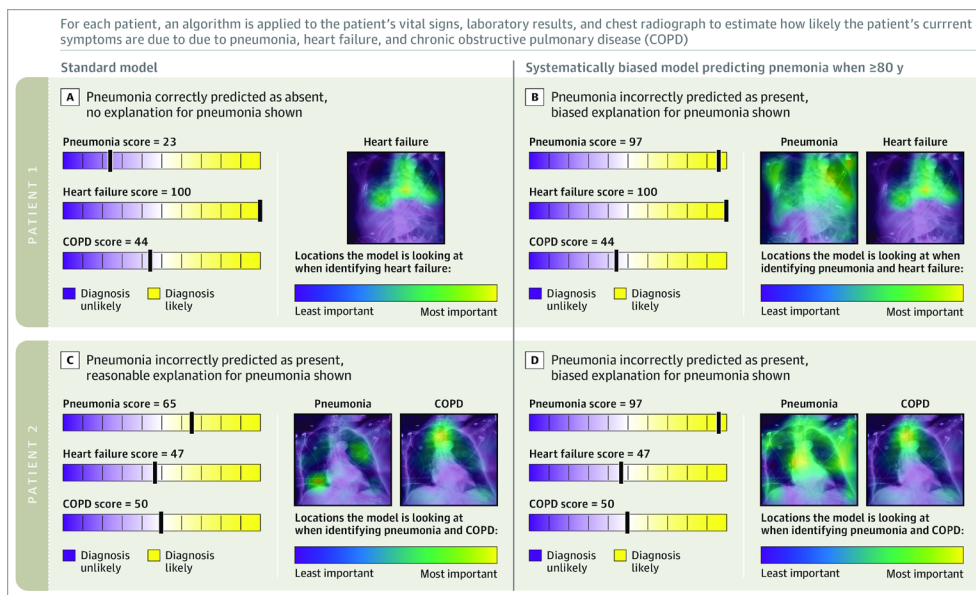 For each patient, an algorithm is applied to the patient's vital signs, laboratory results, and chest radiograph to estimate how likely the patient's currrent
symptoms are due to due to pneumonia, heart failure, and chronic obstructive pulmonary disease (COPD)
Standard model
Systematically biased model predicting pnemonia when ≥80 y
PATIENT 1
A Pneumonia correctly predicted as absent,
no explanation for pneumonia shown
Pneumonia score = 23
Heart failure score = 100
COPD score = 44
Diagnosis
unlikely
Diagnosis
likely
Heart failure
Locations the model is looking at
when identifying heart failure:
Least important
Most important
B Pneumonia incorrectly predicted as present,
biased explanation for pneumonia shown
Pneumonia score = 97
Heart failure score = 100
COPD score = 44
Diagnosis
unlikely
Diagnosis
likely
Pneumonia
Heart failure
Locations the model is looking at when
identifying pneumonia and heart failure:
Least important
Most important
PATIENT 2
C Pneumonia incorrectly predicted as present,
reasonable explanation for pneumonia shown
Pneumonia score = 65
Heart failure score = 47
COPD score = 50
Diagnosis
unlikely
Diagnosis
likely
Pneumonia
COPD
Locations the model is looking at
when identifying pneumonia and COPD:
Least important
Most important
D Pneumonia incorrectly predicted as present,
biased explanation for pneumonia shown
Pneumonia score = 97
Heart failure score = 47
COPD score = 50
Diagnosis
unlikely
Diagnosis
likely
Pneumonia
COPD
Locations the model is looking at
when identifying pneumonia and COPD:
Least important
Most important